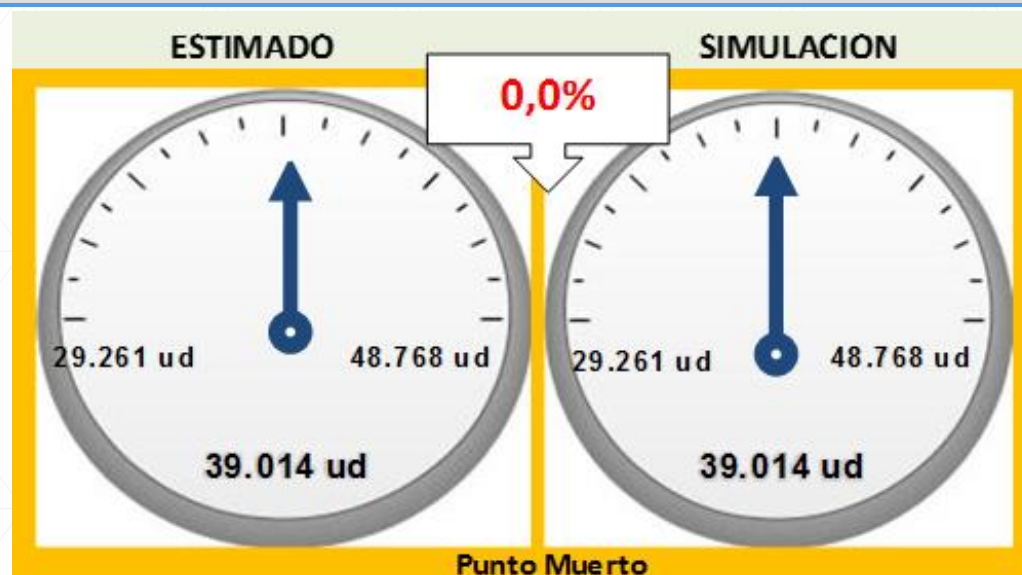 ESTIMADO
SIMULACION
0,0%
29.261 ud
48.768 ud
29.261 ud
48.768 ud
39.014 ud
39.014 ud
Punto Muerto